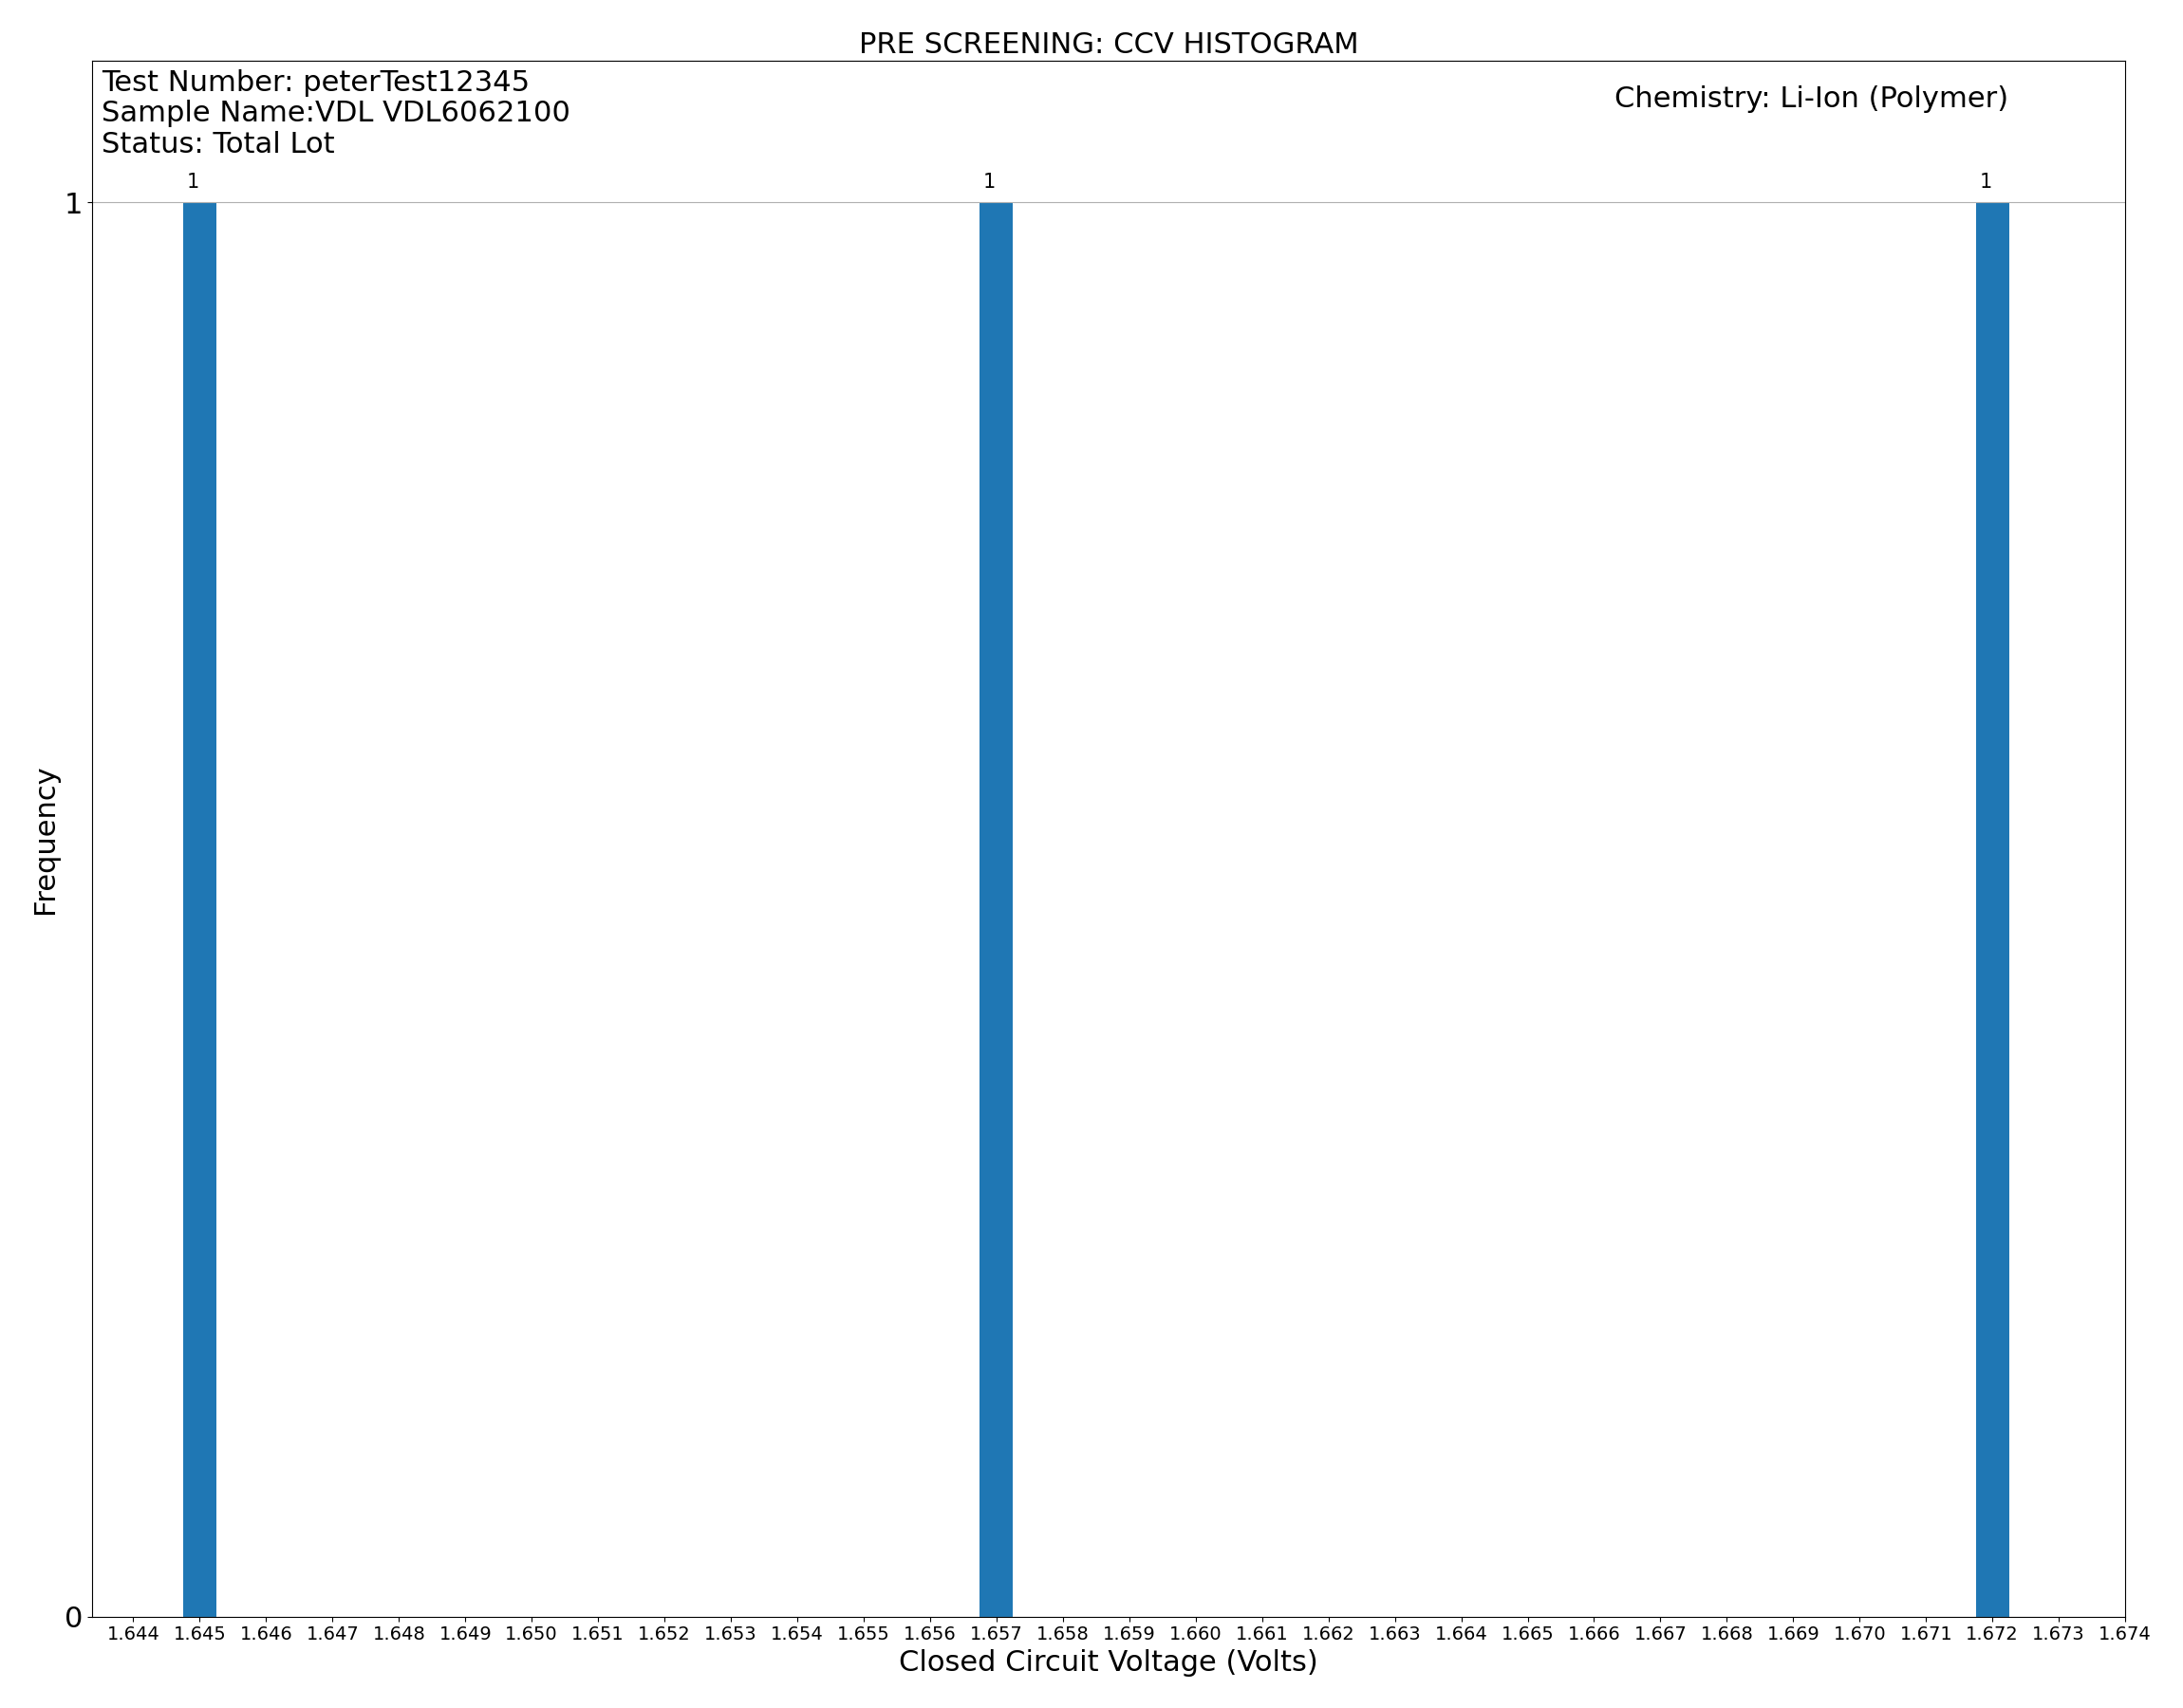 PRE SCREENING: CCV HISTOGRAM
Test Number: peterTest12345
Sample Name:VDL VDL6062100
Status: Total Lot
Chemistry: Li-Ion (Polymer)
1 1 1
1
Frequency
0
1.644 1.645 1.646 1.647 1.648 1.649 1.650 1.651 1.652 1.653 1.654 1.655 1.656 1.657 1.658 1.659 1.660 1.661 1.662 1.663 1.664 1.665 1.666 1.667 1.668 1.669 1.670 1.671 1.672 1.673 1.674
Closed Circuit Voltage (Volts)